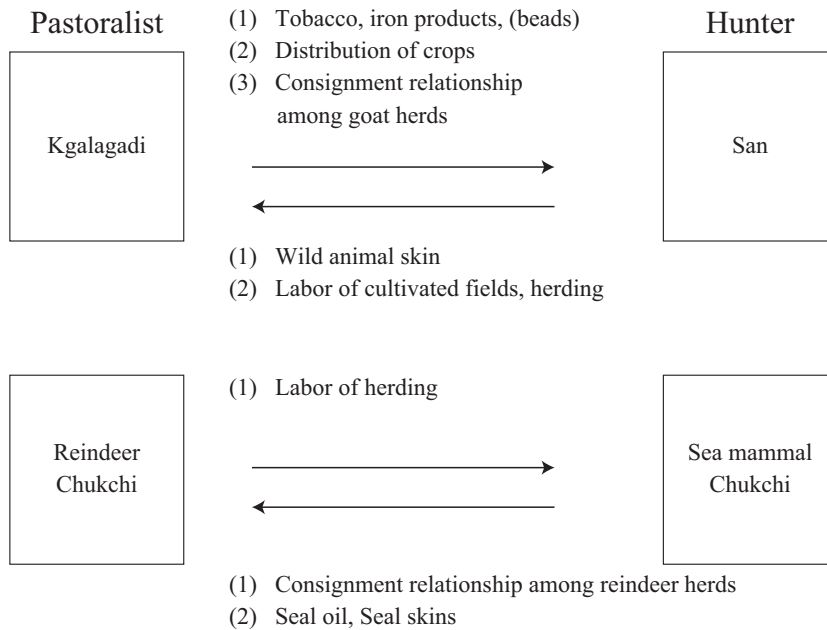 Pastoralist
Hunter
(1) Tobacco, iron products, (beads)
(2) Distribution of crops
(3) Consignment relationship
among goat herds
Kgalagadi
San
(1) Wild animal skin
(2) Labor of cultivated fields, herding
(1) Labor of herding
Reindeer
Chukchi
Sea mammal
Chukchi
(1) Consignment relationship among reindeer herds
(2) Seal oil, Seal skins